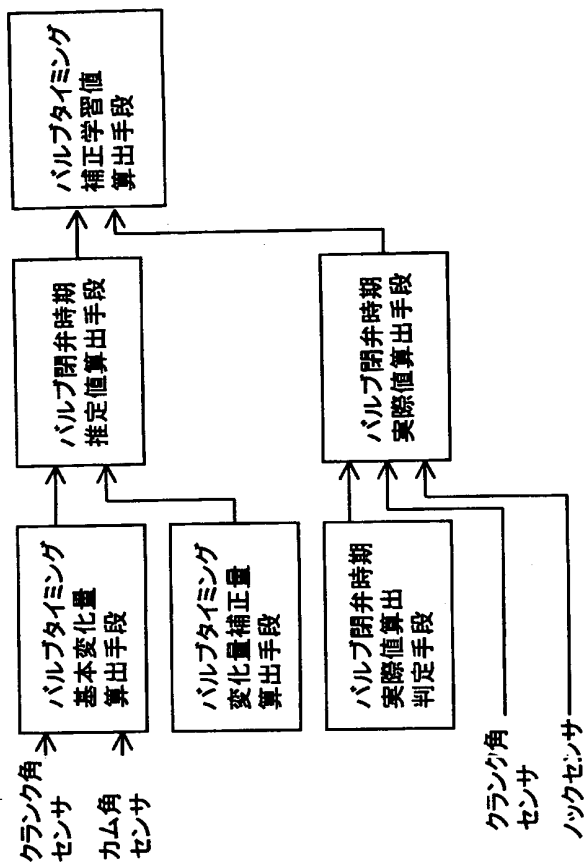 クランク角
センサ
カム角
センサ
バルブタイミング
基本変化量
算出手段
バルブタイミング
変化量補正量
算出手段
バルブ閉弁時期
実際値算出
判定手段
クランク角
センサ
ノックセンサ
バルブ閉弁時期
推定値算出手段
バルブ閉弁時期
実際値算出手段
バルブタイミング
補正学習値
算出手段